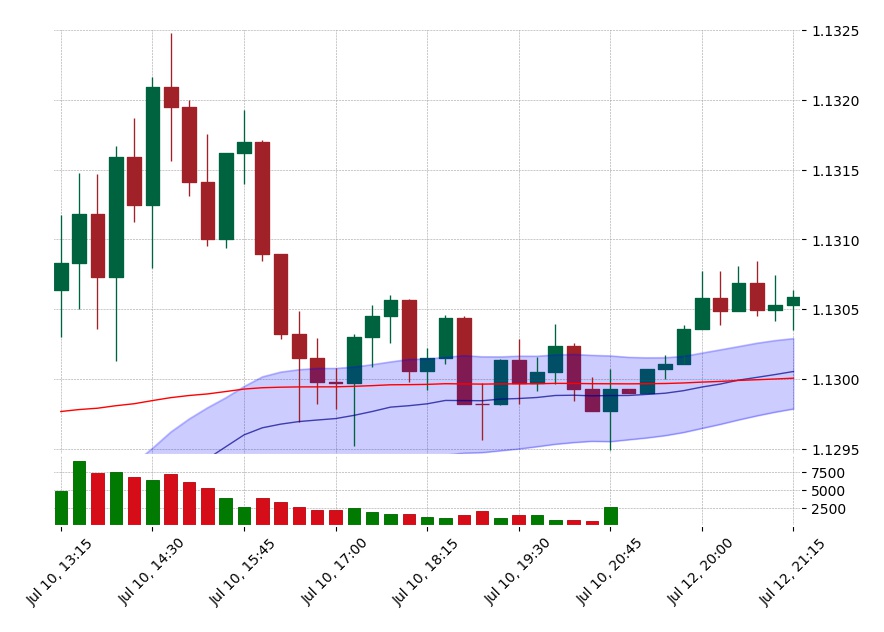 1.1325
1.1320
1.1315
1.1310
1.1305
1.1300
1.1295
7500
5000
2500
Jul 10, 13:15
Jul 10, 14:30
Jul 10, 15:45
Jul 10, 17:00
Jul 10, 18:15
Jul 10, 19:30
Jul 10, 20:45
Jul 12, 20:00
Jul 12, 21:15